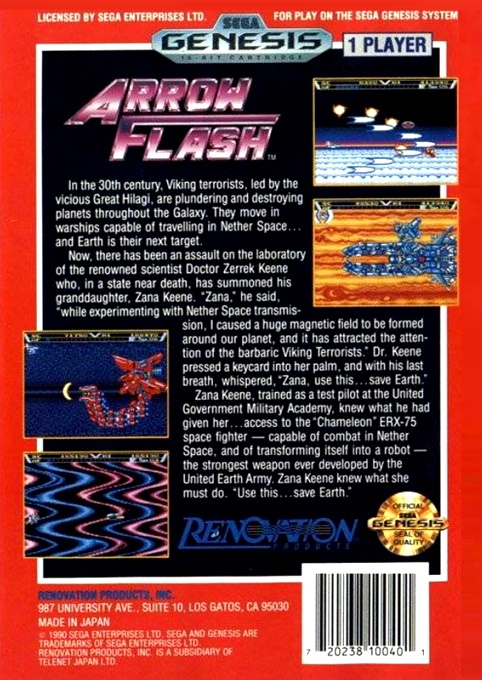 LICENSED BY SEGA ENTERPRISES LTD.
FOR PLAY ON THE SEGA GENESIS SYSTEM
SEGA
GENESIS
16-BIT CARTRIDGE
1 PLAYER
ARROW
FLASH
TM
In the 30th century, Viking terrorists, led by the
vicious Great Hilagi, are plundering and destroying
planets throughout the Galaxy. They move in
warships capable of travelling in Nether Space...
and Earth is their next target.
Now, there has been an assault on the laboratory
of the renowned scientist Doctor Zerrek Keene
who, in a state near death, has summoned his
granddaughter, Zana Keene. "Zana," he said,
"while experimenting with Nether Space transmis-
sion, I caused a huge magnetic field to be formed
around our planet, and it has attracted the atten-
tion of the barbaric Viking Terrorists." Dr. Keene
pressed a keycard into her palm, and with his last
breath, whispered, "Zana, use this...save Earth."
Zana Keene, trained as a test pilot at the United
Government Military Academy, knew what he had
given her...access to the "Chameleon" ERX-75
space fighter — capable of combat in Nether
Space, and of transforming itself into a robot —
the strongest weapon ever developed by the
United Earth Army. Zana Keene knew what she
must do. "Use this...save Earth."
RENOVATION
PRODUCTS
OFFICIAL
SEGA
GENESIS
SEAL OF
QUALITY
RENOVATION PRODUCTS, INC.
987 UNIVERSITY AVE., SUITE 10, LOS GATOS, CA 95030
MADE IN JAPAN
© 1990 SEGA ENTERPRISES LTD. SEGA AND GENESIS ARE
TRADEMARKS OF SEGA ENTERPRISES LTD.
RENOVATION PRODUCTS, INC. IS A SUBSIDIARY OF
TELENET JAPAN LTD.
7 20238 10040 1